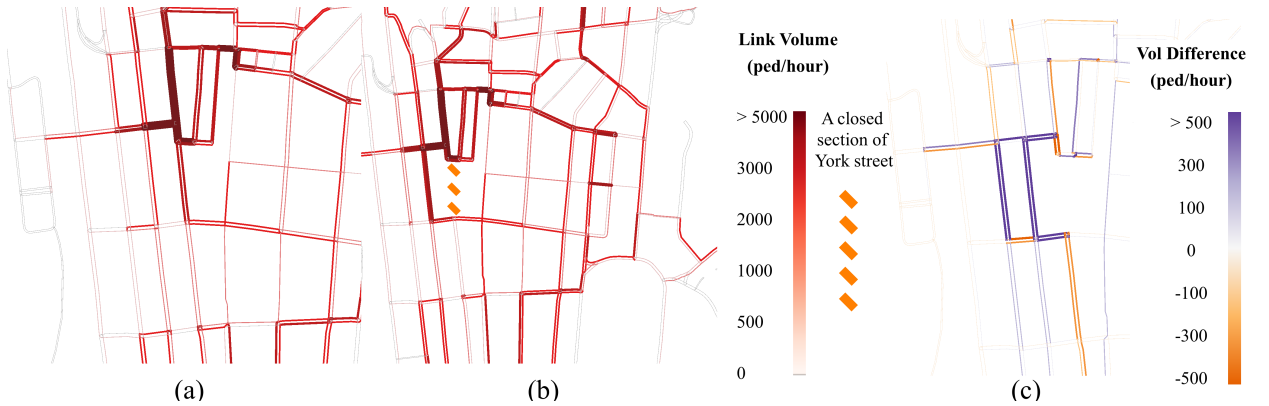 Link Volume
(ped/hour)
> 5000
3000
2000
1000
500
0
A closed
section of
York street
Vol Difference
(ped/hour)
> 500
300
100
0
-100
-300
-500
(a)
(b)
(c)